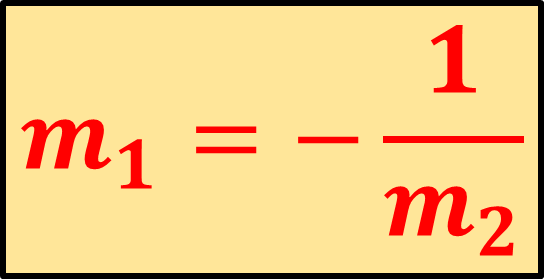 m₁ = − 1/m₂